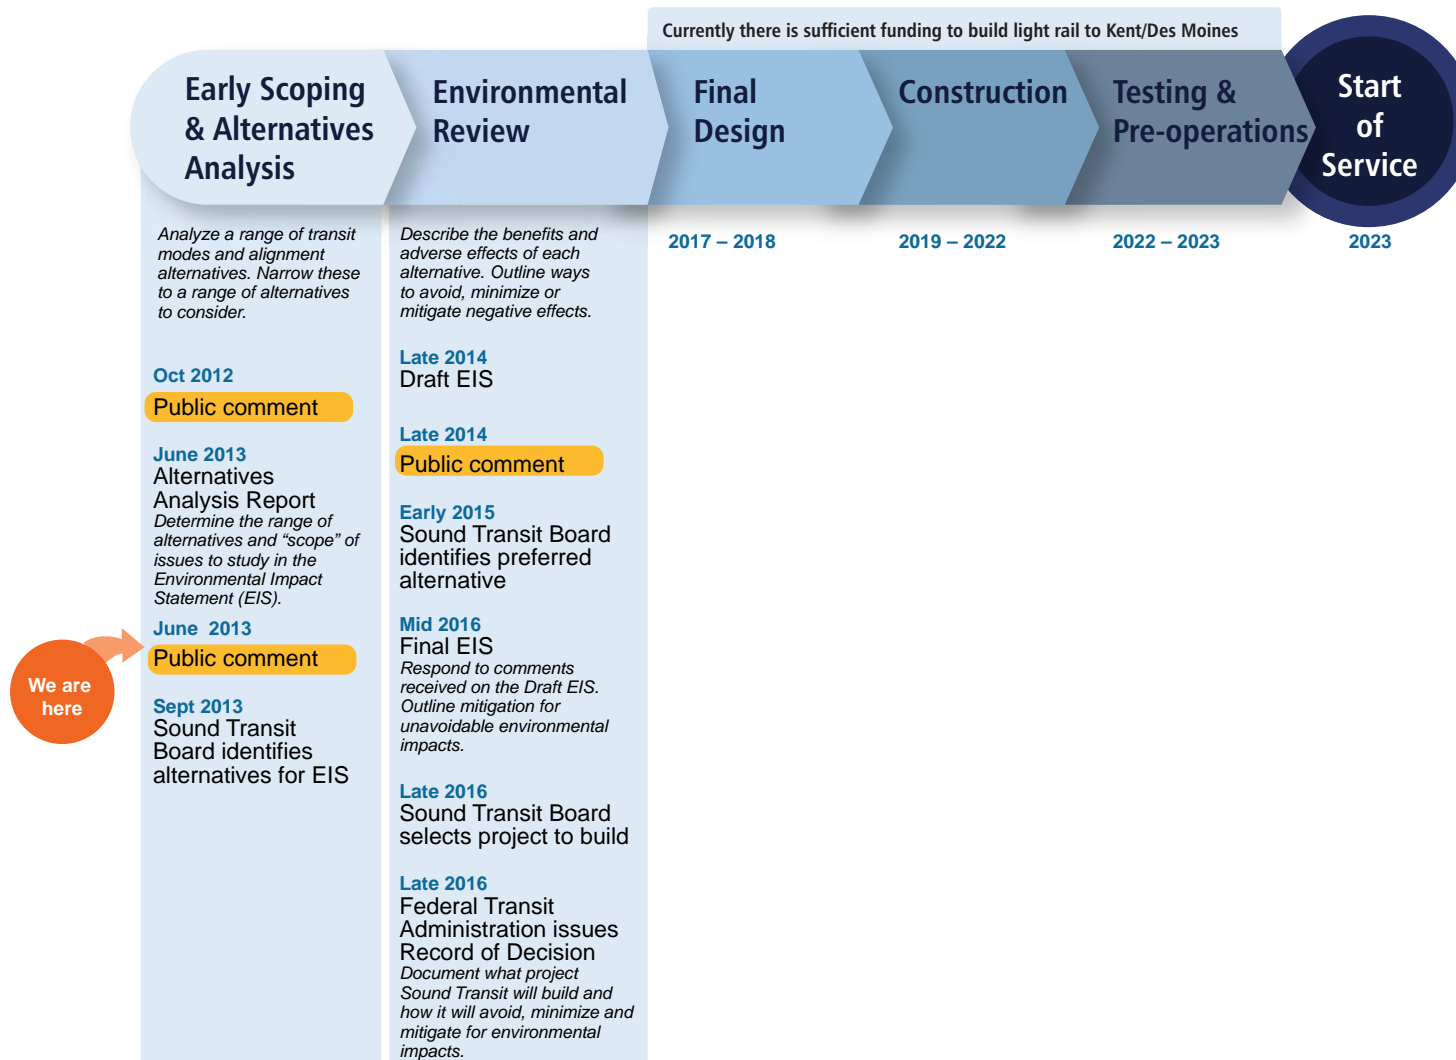 Currently there is sufficient funding to build light rail to Kent/Des Moines
Early Scoping
& Alternatives
Analysis
Environmental
Review
Final
Design
Construction
Testing &
Pre-operations
Start
of
Service
Analyze a range of transit
modes and alignment
alternatives. Narrow these
to a range of alternatives
to consider.
Oct 2012
Public comment
June 2013
Alternatives
Analysis Report
Determine the range of
alternatives and “scope” of
issues to study in the
Environmental Impact
Statement (EIS).
We are
here
June 2013
Public comment
Sept 2013
Sound Transit
Board identifies
alternatives for EIS
Describe the benefits and
adverse effects of each
alternative. Outline ways
to avoid, minimize or
mitigate negative effects.
Late 2014
Draft EIS
Late 2014
Public comment
Early 2015
Sound Transit Board
identifies preferred
alternative
Mid 2016
Final EIS
Respond to comments
received on the Draft EIS.
Outline mitigation for
unavoidable environmental
impacts.
Late 2016
Sound Transit Board
selects project to build
Late 2016
Federal Transit
Administration issues
Record of Decision
Document what project
Sound Transit will build and
how it will avoid, minimize and
mitigate for environmental
impacts.
2017 – 2018
2019 – 2022
2022 – 2023
2023